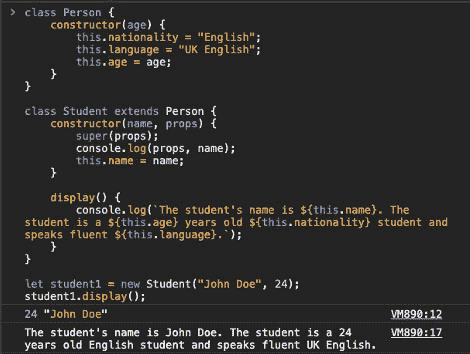 > class Person {
    constructor(age) {
        this.nationality = "English";
        this.language = "UK English";
        this.age = age;
    }
}

class Student extends Person {
    constructor(name, props) {
        super(props);
        console.log(props, name);
        this.name = name;
    }

    display() {
        console.log(`The student's name is ${this.name}. The
student is a ${this.age} years old ${this.nationality} student and
speaks fluent ${this.language}.`);
    }
}

let student1 = new Student("John Doe", 24);
student1.display();
24 "John Doe" VM890:12
The student's name is John Doe. The student is a 24 VM890:17
years old English student and speaks fluent UK English.